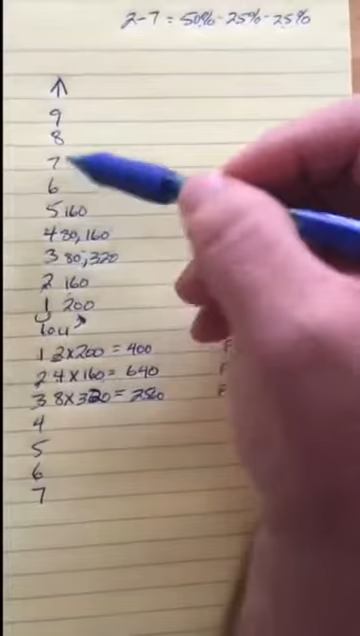 2-7 = 50% - 25% - 25%
↑
9
8
7
6
5 160
4 80, 160
3 80, 320
2 160
1 200
You
1 2x200 = 400
2 4x160 = 640
3 8x320 =
4
5
6
7